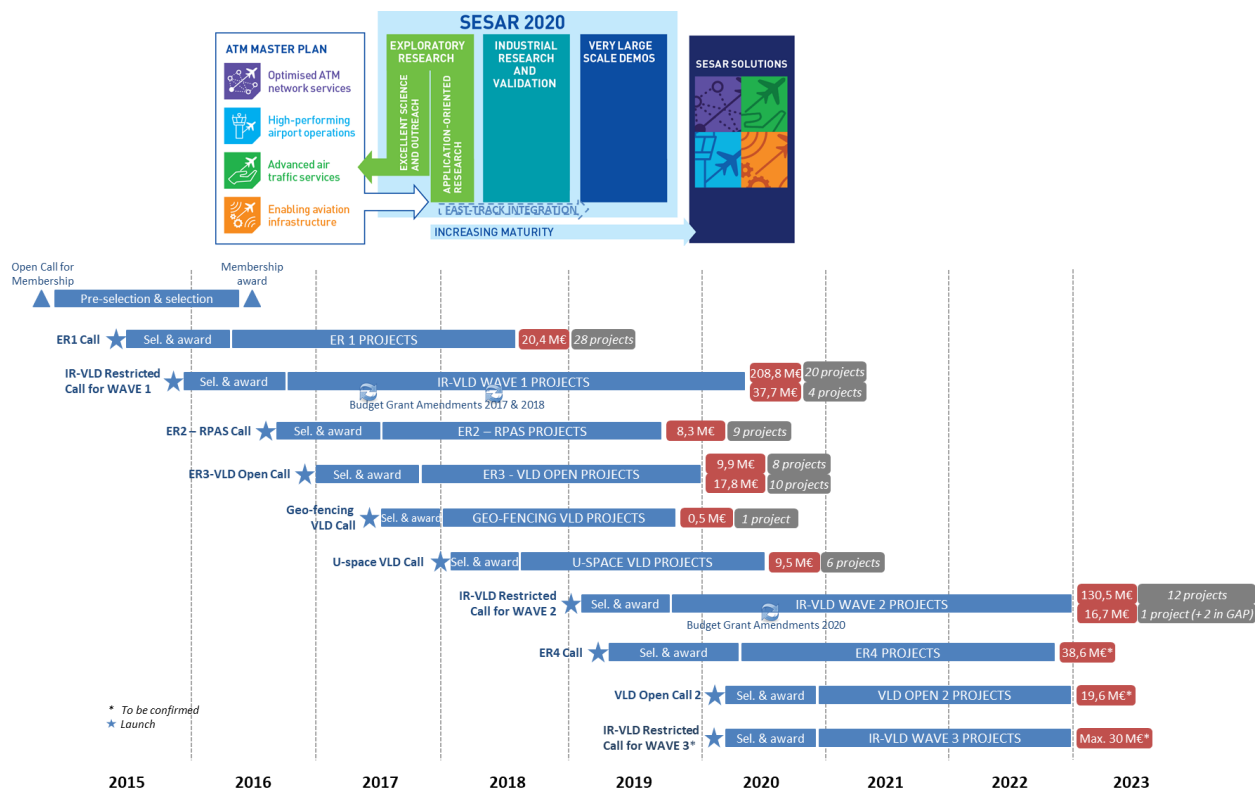 SESAR 2020
ATM MASTER PLAN
Optimised ATM
network services
High-performing
airport operations
Advanced air
traffic services
Enabling aviation
infrastructure
EXPLORATORY
RESEARCH
EXCELLENT SCIENCE
AND OUTREACH
APPLICATION-ORIENTED
RESEARCH
INDUSTRIAL
RESEARCH
AND
VALIDATION
VERY LARGE
SCALE DEMOS
SESAR SOLUTIONS
FAST-TRACK INTEGRATION
INCREASING MATURITY
Open Call for
Membership
Membership
award
Pre-selection & selection
ER1 Call
Sel. & award
ER 1 PROJECTS
20,4 M€
28 projects
IR-VLD Restricted
Call for WAVE 1
Sel. & award
IR-VLD WAVE 1 PROJECTS
208,8 M€
20 projects
37,7 M€
4 projects
Budget Grant Amendments 2017 & 2018
ER2 – RPAS Call
Sel. & award
ER2 – RPAS PROJECTS
8,3 M€
9 projects
ER3-VLD Open Call
Sel. & award
ER3 - VLD OPEN PROJECTS
9,9 M€
8 projects
17,8 M€
10 projects
Geo-fencing
VLD Call
Sel. & award
GEO-FENCING VLD PROJECTS
0,5 M€
1 project
U-space VLD Call
Sel. & award
U-SPACE VLD PROJECTS
9,5 M€
6 projects
IR-VLD Restricted
Call for WAVE 2
Sel. & award
IR-VLD WAVE 2 PROJECTS
130,5 M€
12 projects
16,7 M€
1 project (+ 2 in GAP)
Budget Grant Amendments 2020
ER4 Call
Sel. & award
ER4 PROJECTS
38,6 M€*
VLD Open Call 2
Sel. & award
VLD OPEN 2 PROJECTS
19,6 M€*
* To be confirmed
Launch
IR-VLD Restricted
Call for WAVE 3*
Sel. & award
IR-VLD WAVE 3 PROJECTS
Max. 30 M€*
2015 2016 2017 2018 2019 2020 2021 2022 2023